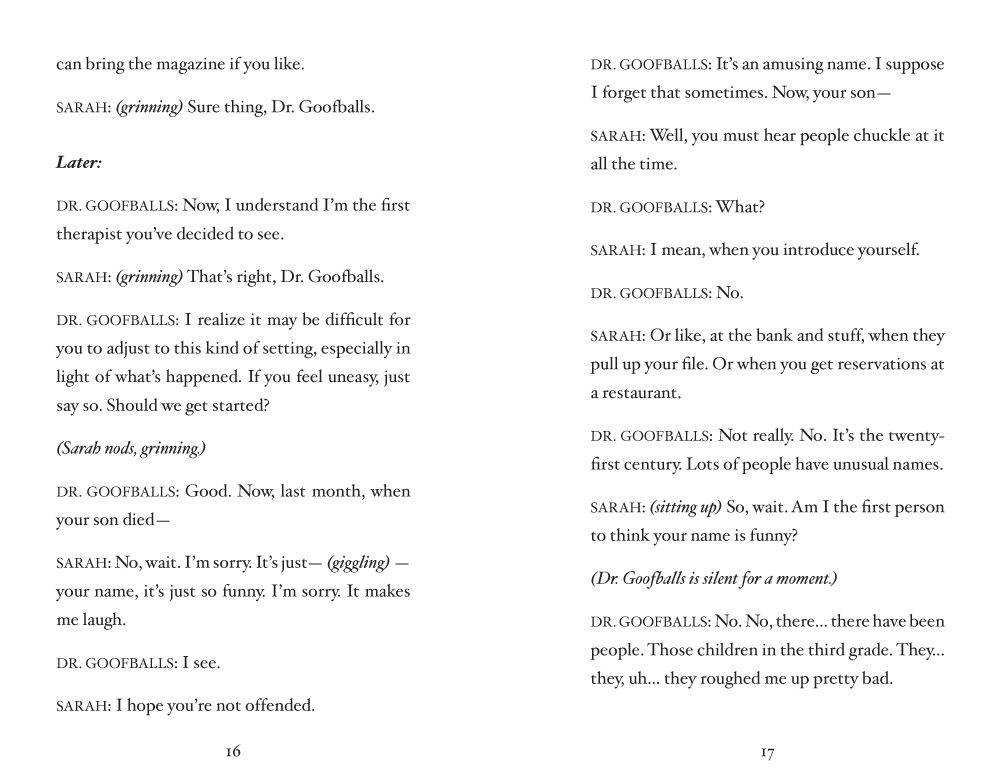 can bring the magazine if you like.
SARAH: (grinning) Sure thing, Dr. Goofballs.
Later:
DR. GOOFBALLS: Now, I understand I’m the first
therapist you’ve decided to see.
SARAH: (grinning) That’s right, Dr. Goofballs.
DR. GOOFBALLS: I realize it may be difficult for
you to adjust to this kind of setting, especially in
light of what’s happened. If you feel uneasy, just
say so. Should we get started?
(Sarah nods, grinning.)
DR. GOOFBALLS: Good. Now, last month, when
your son died—
SARAH: No, wait. I’m sorry. It’s just— (giggling) —
your name, it’s just so funny. I’m sorry. It makes
me laugh.
DR. GOOFBALLS: I see.
SARAH: I hope you’re not offended.
16
DR. GOOFBALLS: It’s an amusing name. I suppose
I forget that sometimes. Now, your son—
SARAH: Well, you must hear people chuckle at it
all the time.
DR. GOOFBALLS: What?
SARAH: I mean, when you introduce yourself.
DR. GOOFBALLS: No.
SARAH: Or like, at the bank and stuff, when they
pull up your file. Or when you get reservations at
a restaurant.
DR. GOOFBALLS: Not really. No. It’s the twenty-
first century. Lots of people have unusual names.
SARAH: (sitting up) So, wait. Am I the first person
to think your name is funny?
(Dr. Goofballs is silent for a moment.)
DR. GOOFBALLS: No. No, there... there have been
people. Those children in the third grade. They...
they, uh... they roughed me up pretty bad.
17